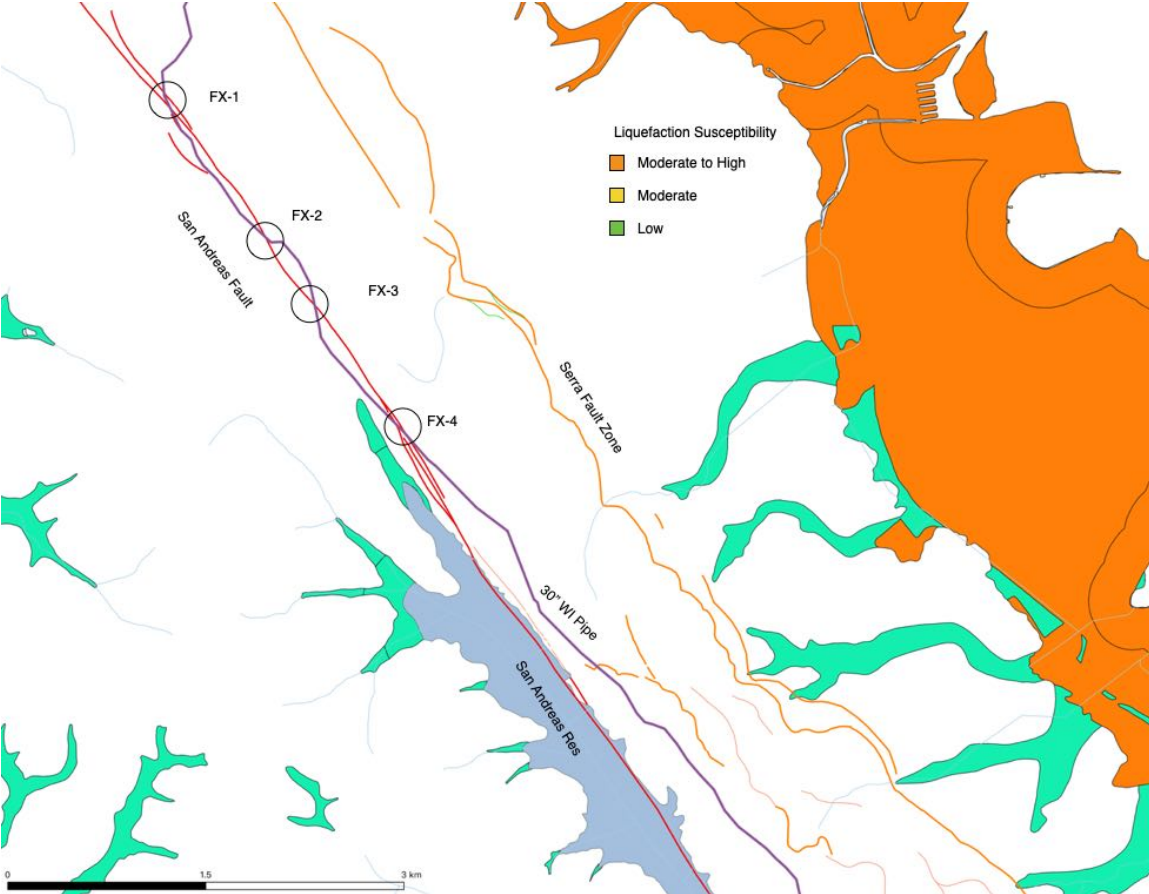 FX-1
Liquefaction Susceptibility
Moderate to High
Moderate
Low
FX-2
San Andreas Fault
FX-3
Serra Fault Zone
FX-4
30" WI Pipe
San Andreas Res
0
1.5
3 km